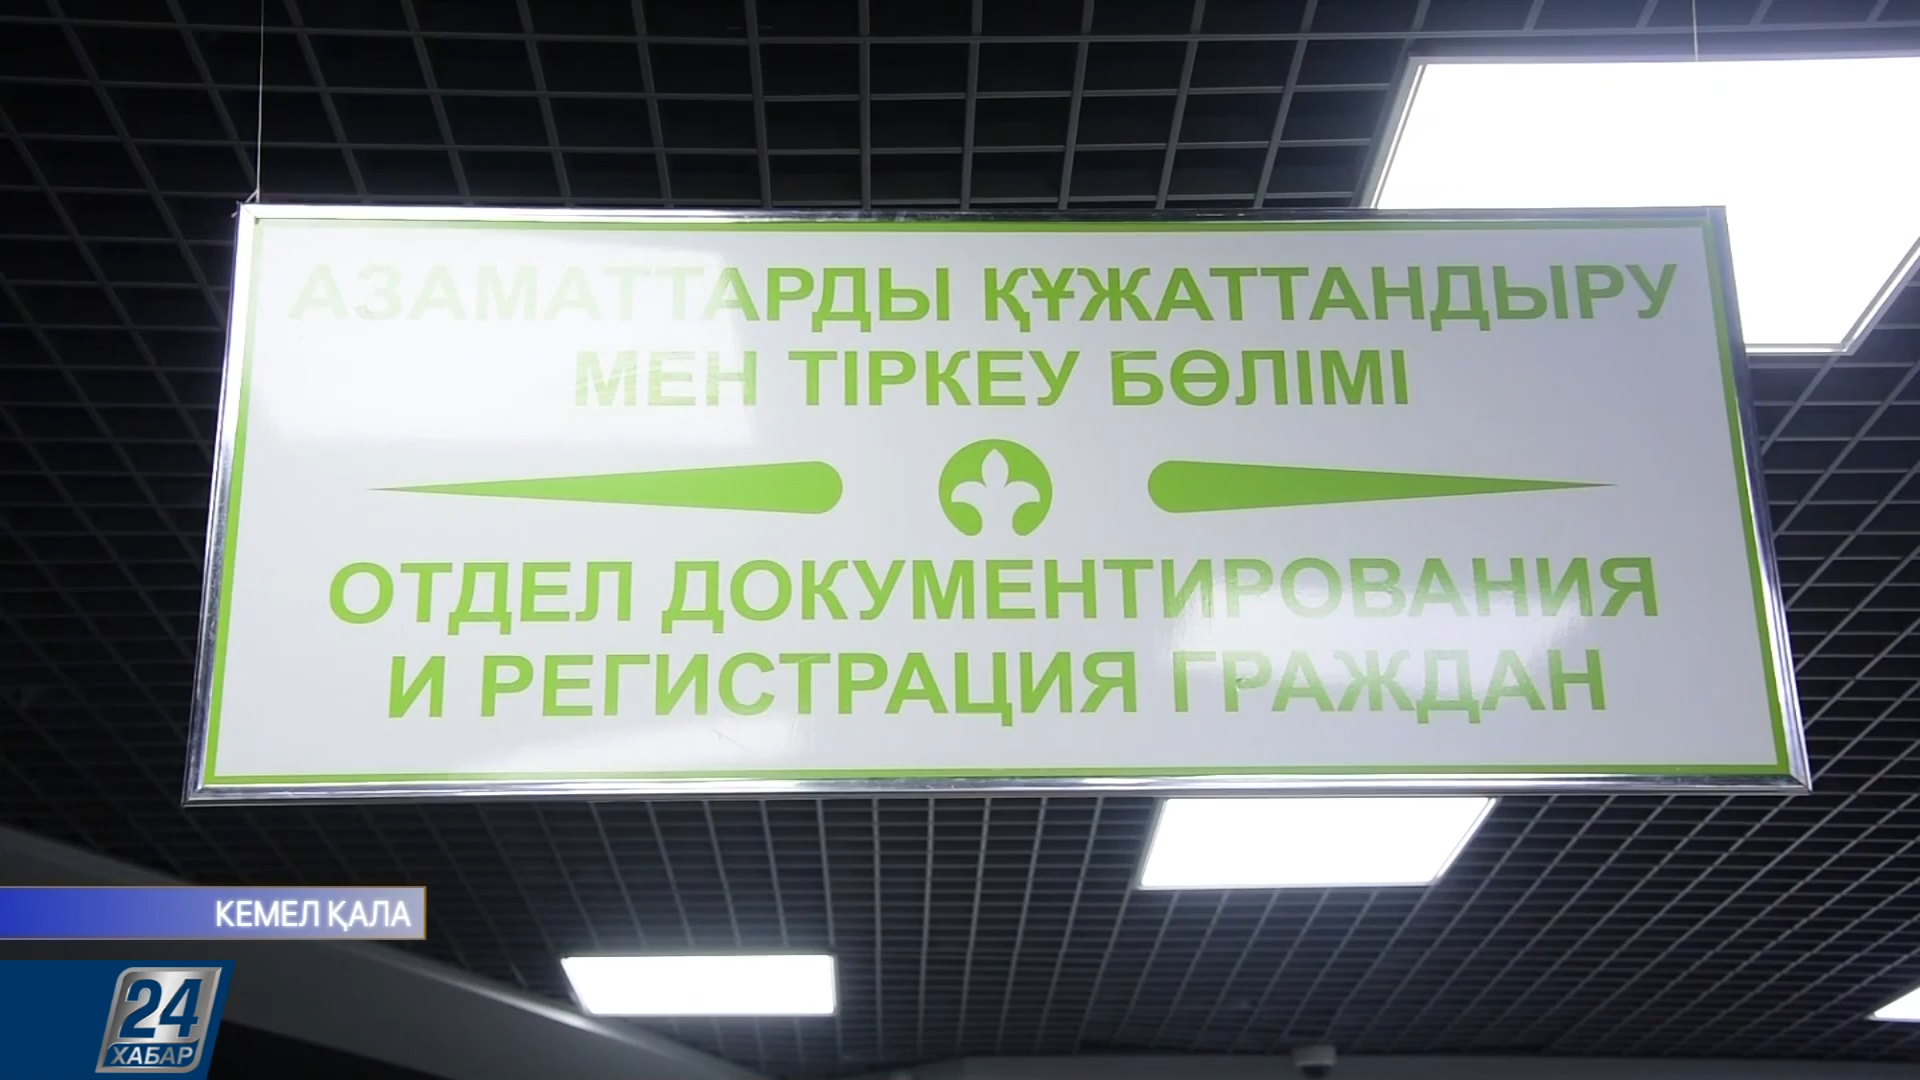 АЗАМАТТАРДЫ ҚҰЖАТТАНДЫРУ
МЕН ТІРКЕУ БӨЛІМІ
ОТДЕЛ ДОКУМЕНТИРОВАНИЯ
И РЕГИСТРАЦИЯ ГРАЖДАН
КЕМЕЛ ҚАЛА
24
ХАБАР